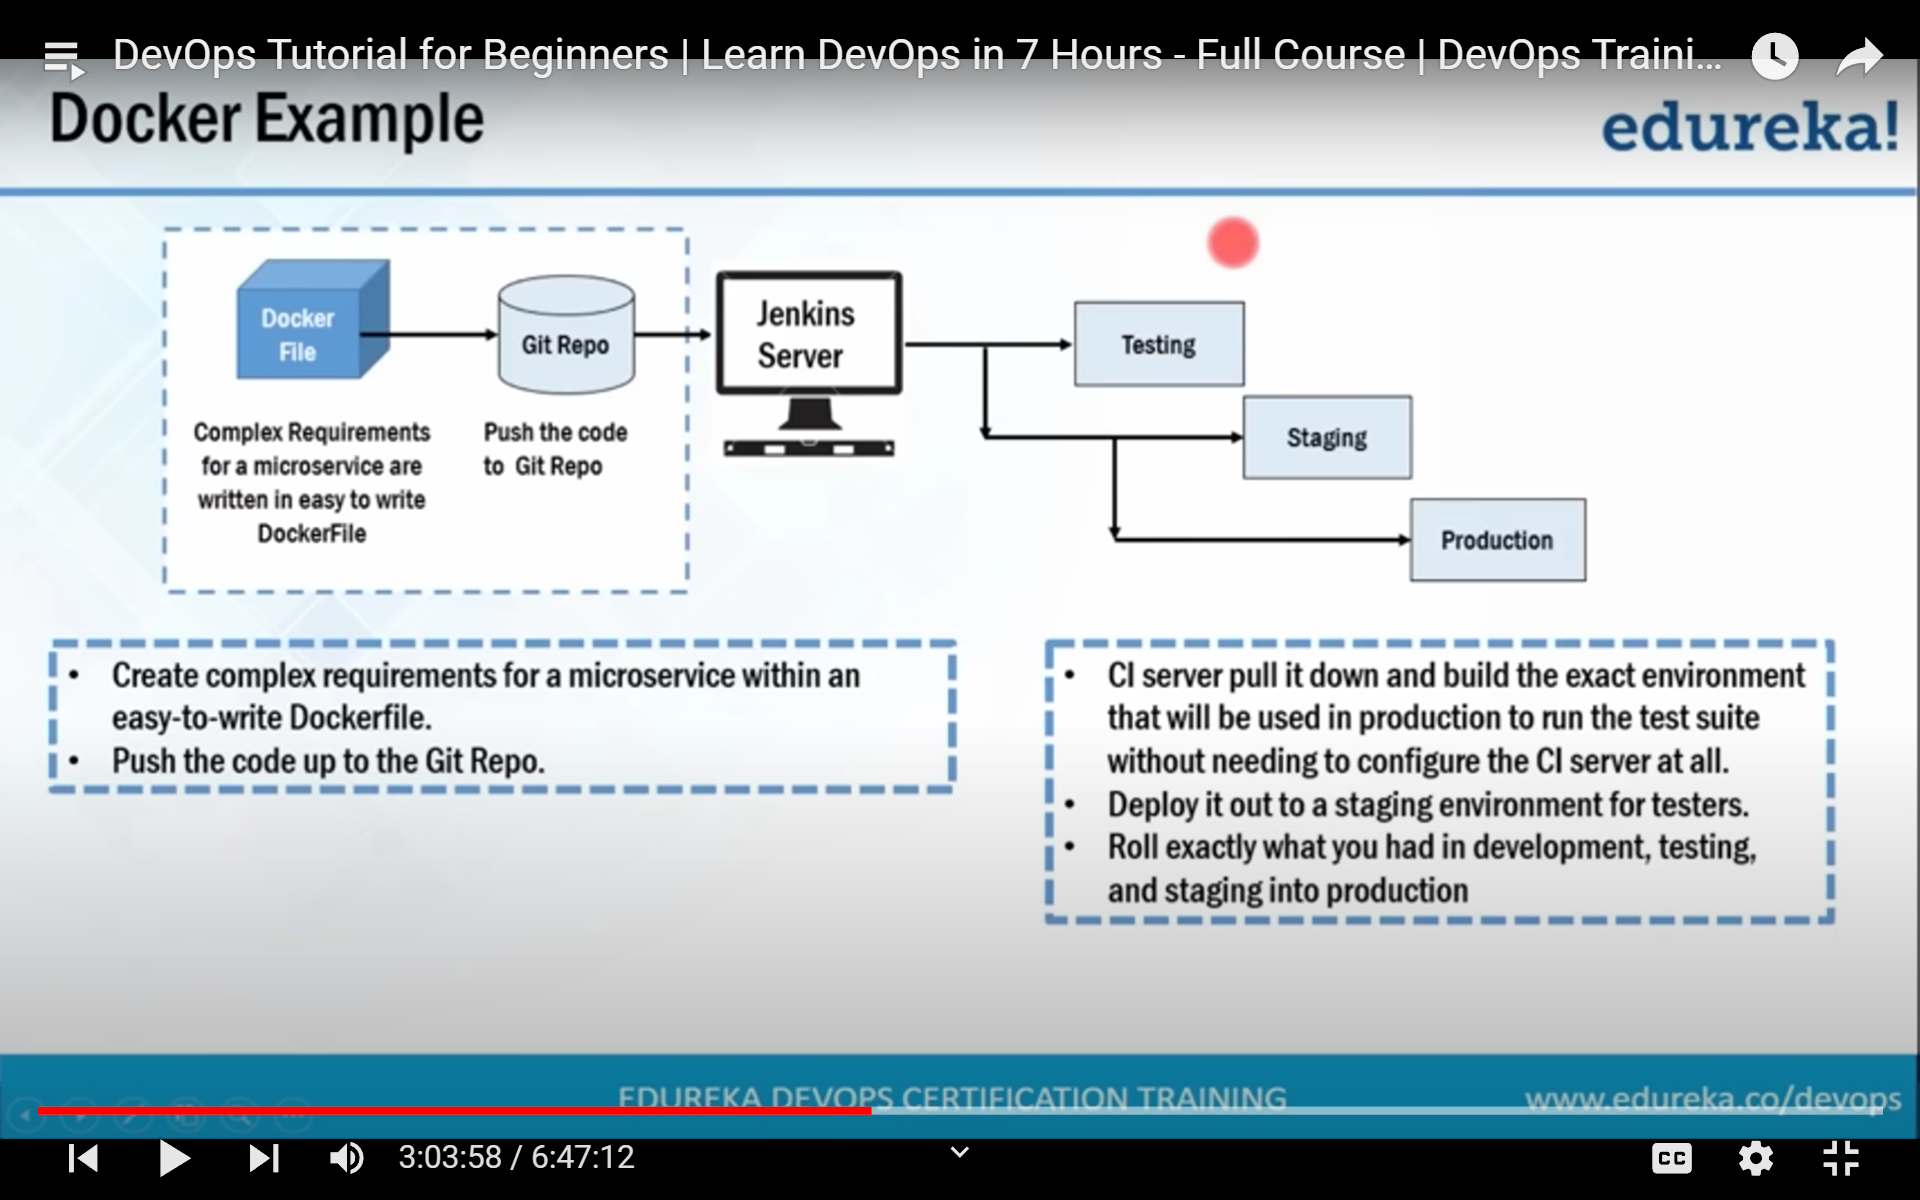 DevOps Tutorial for Beginners | Learn DevOps in 7 Hours - Full Course | DevOps Traini...
Docker Example
edureka!
Docker
File
Git Repo
Jenkins
Server
Testing
Staging
Production
Complex Requirements
for a microservice are
written in easy to write
DockerFile
Push the code
to Git Repo
• Create complex requirements for a microservice within an
easy-to-write Dockerfile.
• Push the code up to the Git Repo.
• CI server pull it down and build the exact environment
that will be used in production to run the test suite
without needing to configure the CI server at all.
• Deploy it out to a staging environment for testers.
• Roll exactly what you had in development, testing,
and staging into production
EDUREKA DEVOPS CERTIFICATION TRAINING
www.edureka.co/devops
3:03:58 / 6:47:12
CC